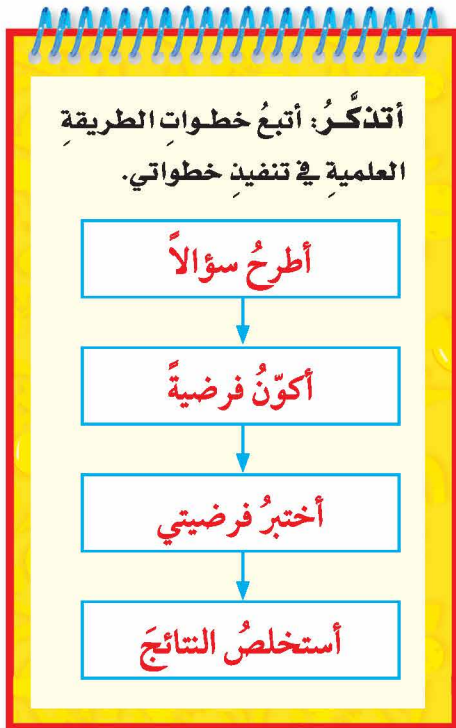 أتذكَّرُ: أتبعُ خطواتِ الطريقةِ
العلميةِ في تنفيذِ خطواتي.
أطرحُ سؤالاً
أكوّنُ فرضيةً
أختبرُ فرضيتي
أستخلصُ النتائجَ